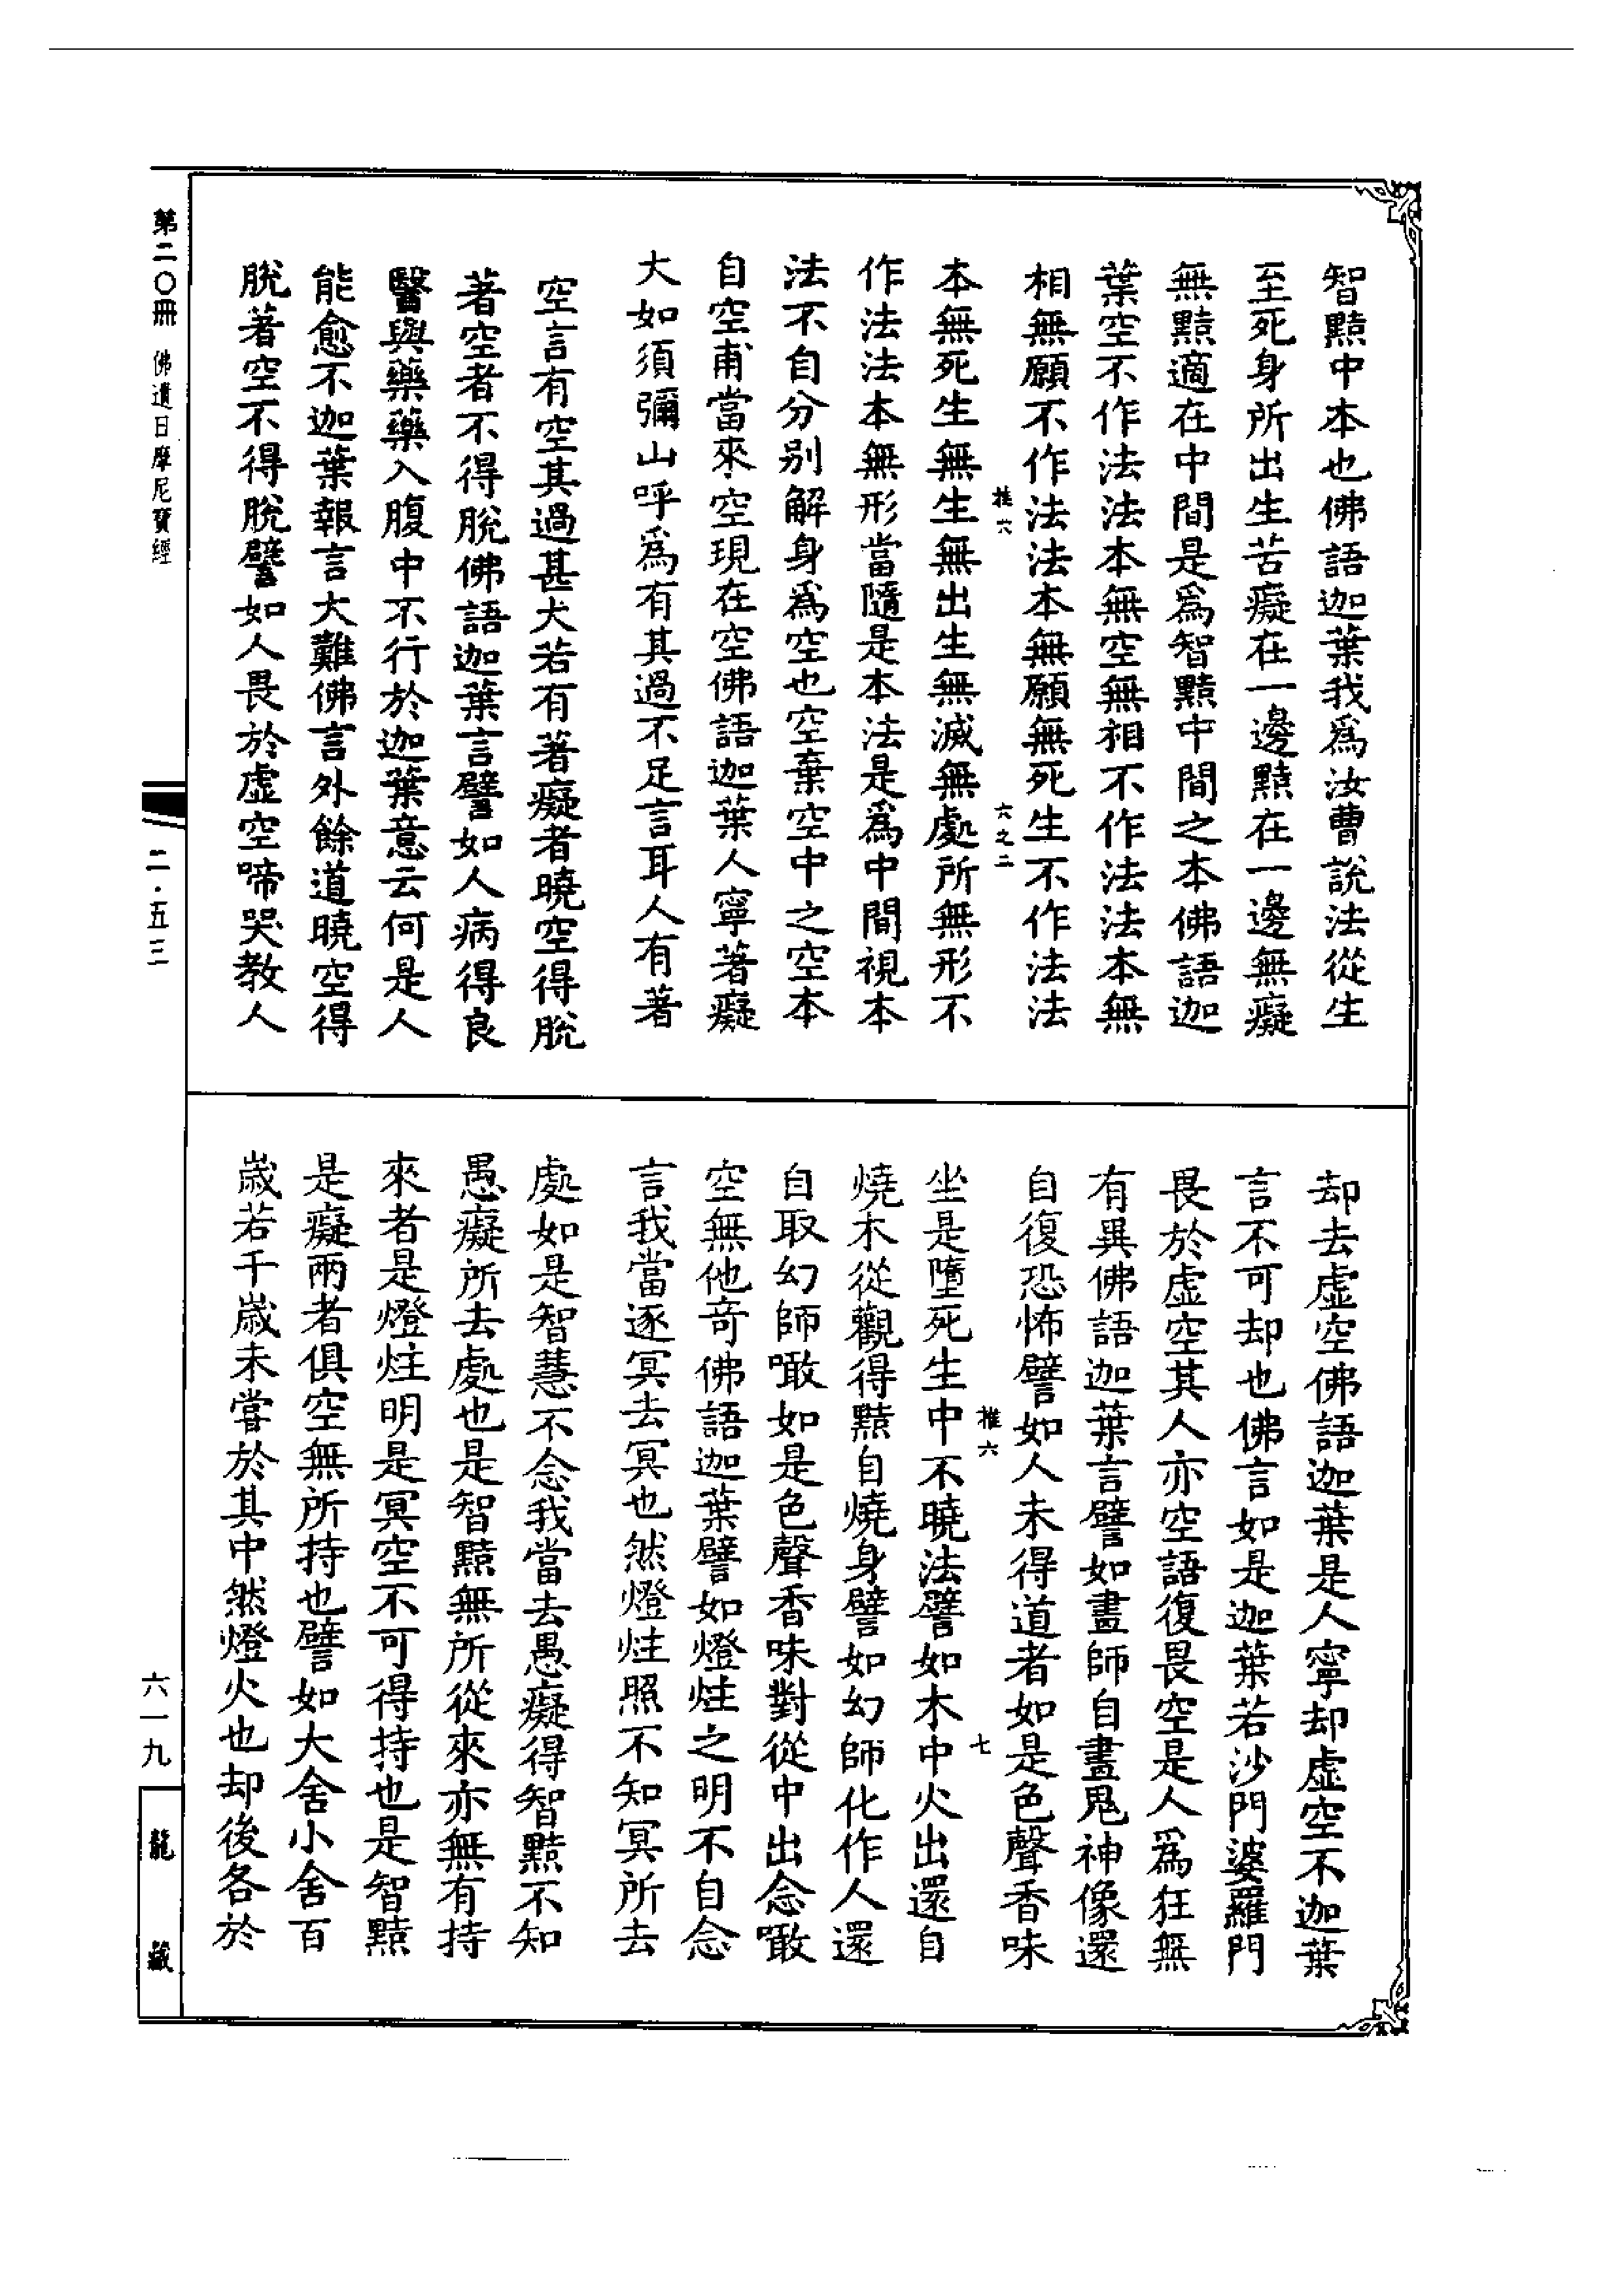 智黠中本也佛語迦葉我爲汝曹說法從生
至死身所出生苦癡在一邊黠在一邊無癡
無黠適在中間是爲智黠中間之本佛語迦
葉空不作法法本無空無相不作法法本無
相無願不作法法本無願無死生不作法法
推六
六之二
本無死生無生無出生無滅無處所無形不
作法法本無形當隨是本法是爲中間視本
法不自分別解身爲空也空棄空中之空本
自空甫當來空現在空佛語迦葉人寧著癡
大如須彌山呼爲有其過不足言耳人有著
空言有空其過甚大若有著癡者曉空得脫
著空者不得脫佛語迦葉言譬如人病得良
醫與藥藥入腹中不行於迦葉意云何是人
能愈不迦葉報言大難佛言外餘道曉空得
脫著空不得脫譬如人畏於虛空啼哭教人
却去虛空佛語迦葉是人寧却虛空不迦葉
言不可却也佛言如是迦葉若沙門婆羅門
畏於虛空其人亦空語復畏空是人爲狂無
有異佛語迦葉言譬如畫師自畫鬼神像還
自復恐怖譬如人未得道者如是色聲香味
推六
七
坐是墮死生中不曉法譬如木中火出還自
燒木從觀得黠自燒身譬如幻師化作人還
自取幻師噉如是色聲香味對從中出念噉
空無他奇佛語迦葉譬如燈炷之明不自念
言我當逐冥去冥也然燈炷照不知冥所去
處如是智慧不念我當去愚癡得智黠不知
愚癡所去處也是智黠無所從來亦無有持
來者是燈炷明是冥空不可得持也是智黠
是癡兩者俱空無所持也譬如大舍小舍百
歲若千歲未嘗於其中然燈火也却後各於
第二〇冊 佛遺日摩尼寶經
二·五三
六一九
龍藏